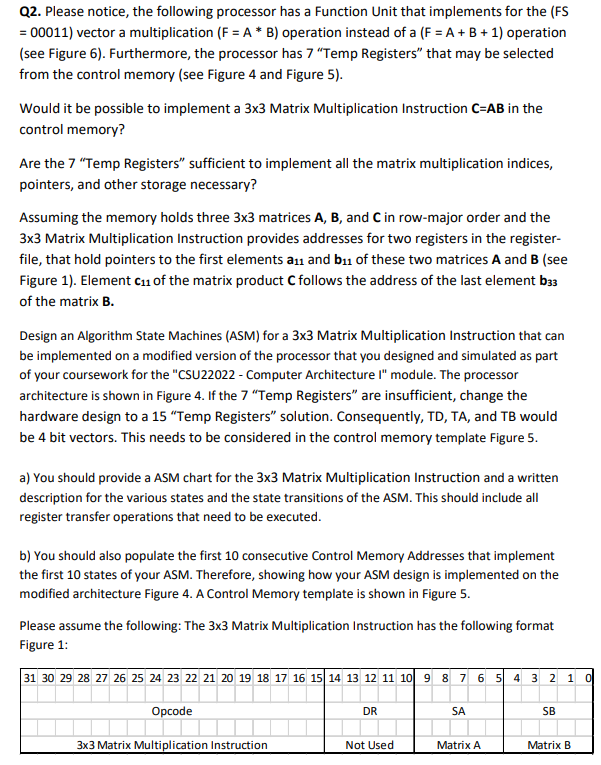 Q2. Please notice, the following processor has a Function Unit that implements for the (FS
= 00011) vector a multiplication (F = A * B) operation instead of a (F = A + B + 1) operation
(see Figure 6). Furthermore, the processor has 7 “Temp Registers” that may be selected
from the control memory (see Figure 4 and Figure 5).
Would it be possible to implement a 3x3 Matrix Multiplication Instruction C=AB in the
control memory?
Are the 7 “Temp Registers” sufficient to implement all the matrix multiplication indices,
pointers, and other storage necessary?
Assuming the memory holds three 3x3 matrices A, B, and C in row-major order and the
3x3 Matrix Multiplication Instruction provides addresses for two registers in the register-
file, that hold pointers to the first elements a11 and b11 of these two matrices A and B (see
Figure 1). Element c11 of the matrix product C follows the address of the last element b33
of the matrix B.
Design an Algorithm State Machines (ASM) for a 3x3 Matrix Multiplication Instruction that can
be implemented on a modified version of the processor that you designed and simulated as part
of your coursework for the "CSU22022 - Computer Architecture I" module. The processor
architecture is shown in Figure 4. If the 7 “Temp Registers” are insufficient, change the
hardware design to a 15 “Temp Registers” solution. Consequently, TD, TA, and TB would
be 4 bit vectors. This needs to be considered in the control memory template Figure 5.
a) You should provide a ASM chart for the 3x3 Matrix Multiplication Instruction and a written
description for the various states and the state transitions of the ASM. This should include all
register transfer operations that need to be executed.
b) You should also populate the first 10 consecutive Control Memory Addresses that implement
the first 10 states of your ASM. Therefore, showing how your ASM design is implemented on the
modified architecture Figure 4. A Control Memory template is shown in Figure 5.
Please assume the following: The 3x3 Matrix Multiplication Instruction has the following format
Figure 1:
31 30 29 28 27 26 25 24 23 22 21 20 19 18 17 16 15 14 13 12 11 10 9 8 7 6 5 4 3 2 1 0
Opcode DR SA SB
3x3 Matrix Multiplication Instruction Not Used Matrix A Matrix B